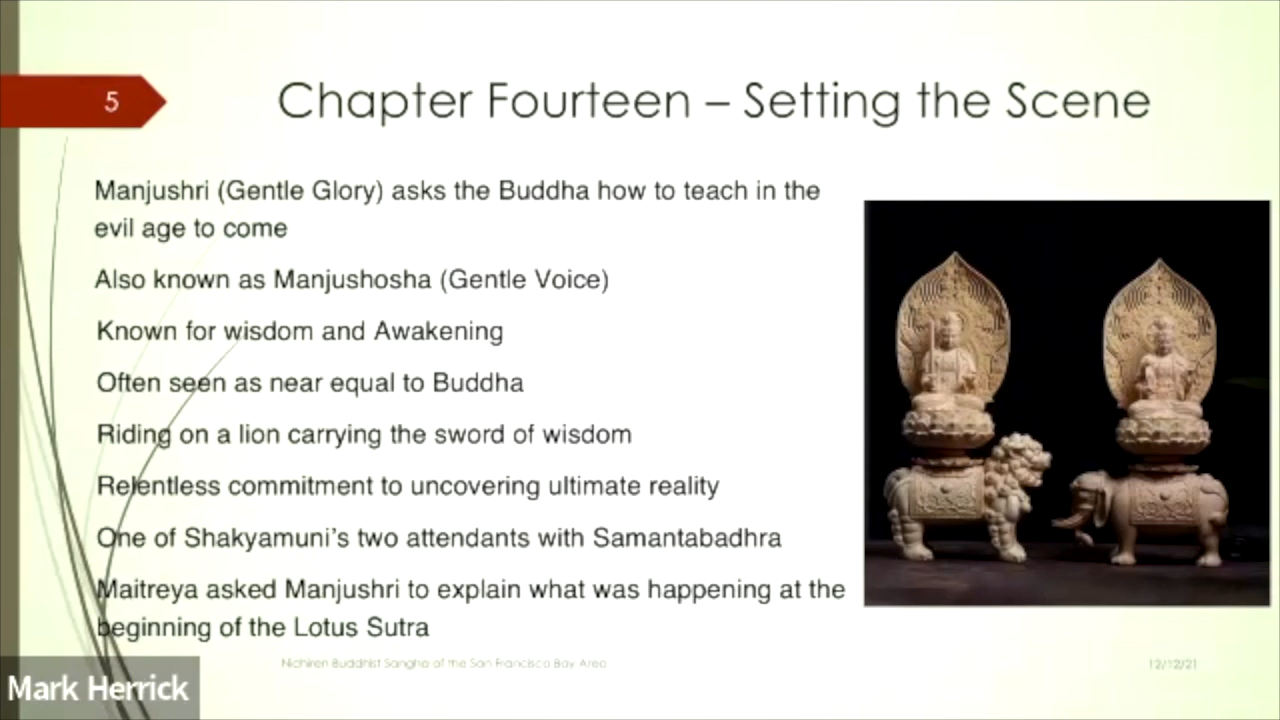 5
Chapter Fourteen – Setting the Scene
Manjushri (Gentle Glory) asks the Buddha how to teach in the
evil age to come
Also known as Manjushosha (Gentle Voice)
Known for wisdom and Awakening
Often seen as near equal to Buddha
Riding on a lion carrying the sword of wisdom
Relentless commitment to uncovering ultimate reality
One of Shakyamuni’s two attendants with Samantabadhra
Maitreya asked Manjushri to explain what was happening at the
beginning of the Lotus Sutra
Nichiren Buddhist Sangha of the San Francisco Bay Area
12/12/21
Mark Herrick